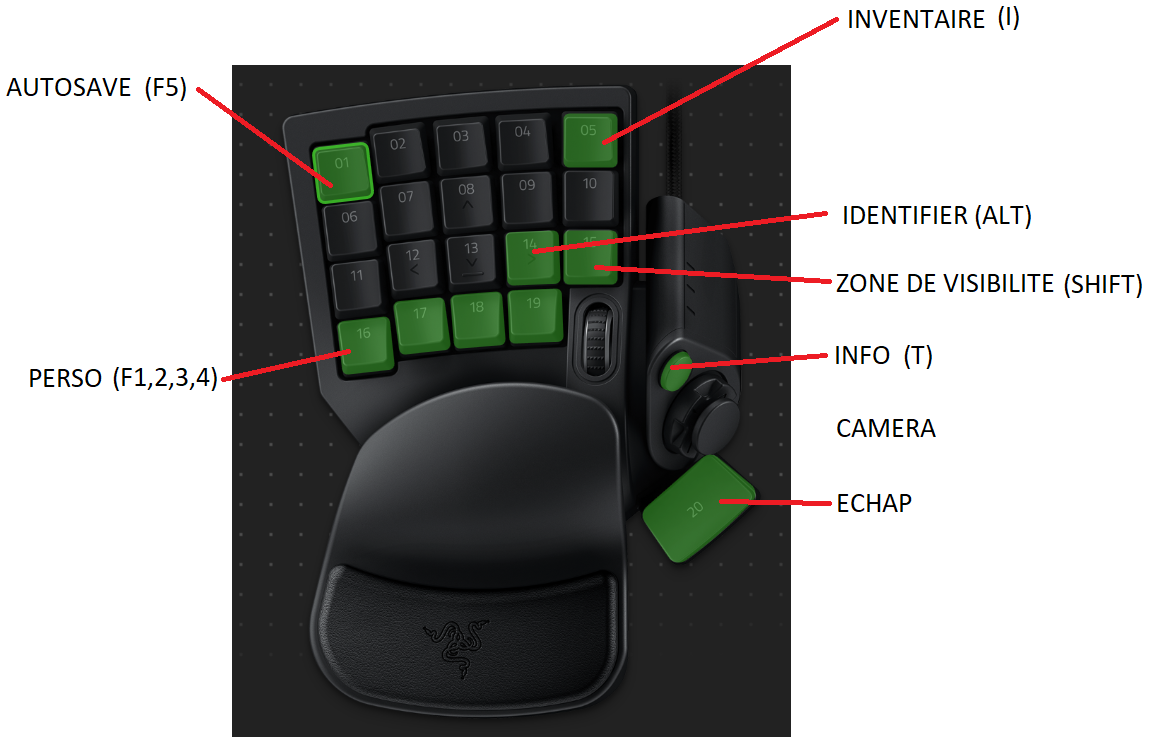 INVENTAIRE (I)
AUTOSAVE (F5)
01
02
03
04
05
06
07
08
09
10
IDENTIFIER (ALT)
11
12
13
14
15
ZONE DE VISIBILITE (SHIFT)
16
17
18
19
INFO (T)
PERSO (F1,2,3,4)
CAMERA
ECHAP
20